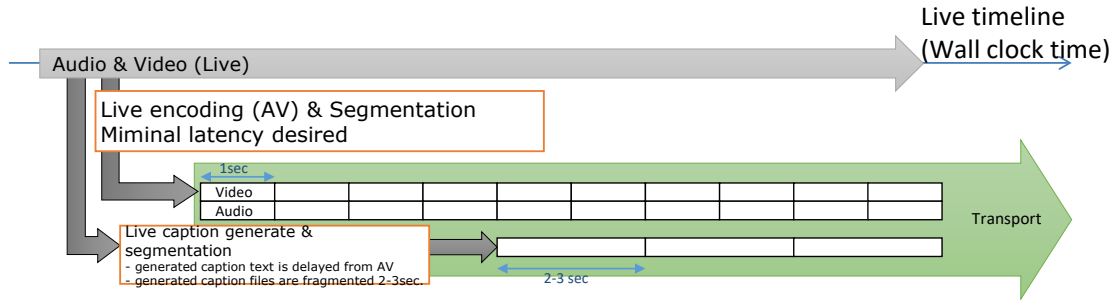 Live timeline
(Wall clock time)
Audio & Video (Live)
Live encoding (AV) & Segmentation
Miminal latency desired
1sec
Video
Audio
Transport
Live caption generate &
segmentation
- generated caption text is delayed from AV
- generated caption files are fragmented 2-3sec.
2-3 sec